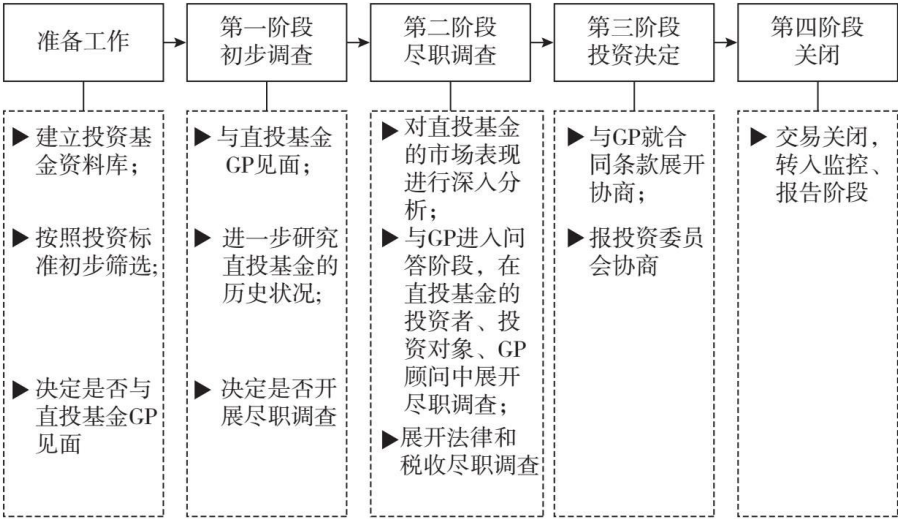 准备工作
第一阶段
初步调查
第二阶段
尽职调查
第三阶段
投资决定
第四阶段
关闭
▶建立投资基
金资料库；
▶按照投资标
准初步筛选；
▶决定是否与
直投基金GP
见面
▶与直投基金
GP见面；
▶进一步研究
直投基金的
历史状况；
▶决定是否开
展尽职调查
▶对直投基金
的市场表现
进行深入分
析；
▶与GP进入问
答阶段，在
直投基金的
投资者、投
资对象、GP
顾问中展开
尽职调查；
▶展开法律和
税收尽职调查
▶与GP就合
同条款展开
协商；
▶报投资委员
会协商
▶交易关闭，
转入监控、
报告阶段